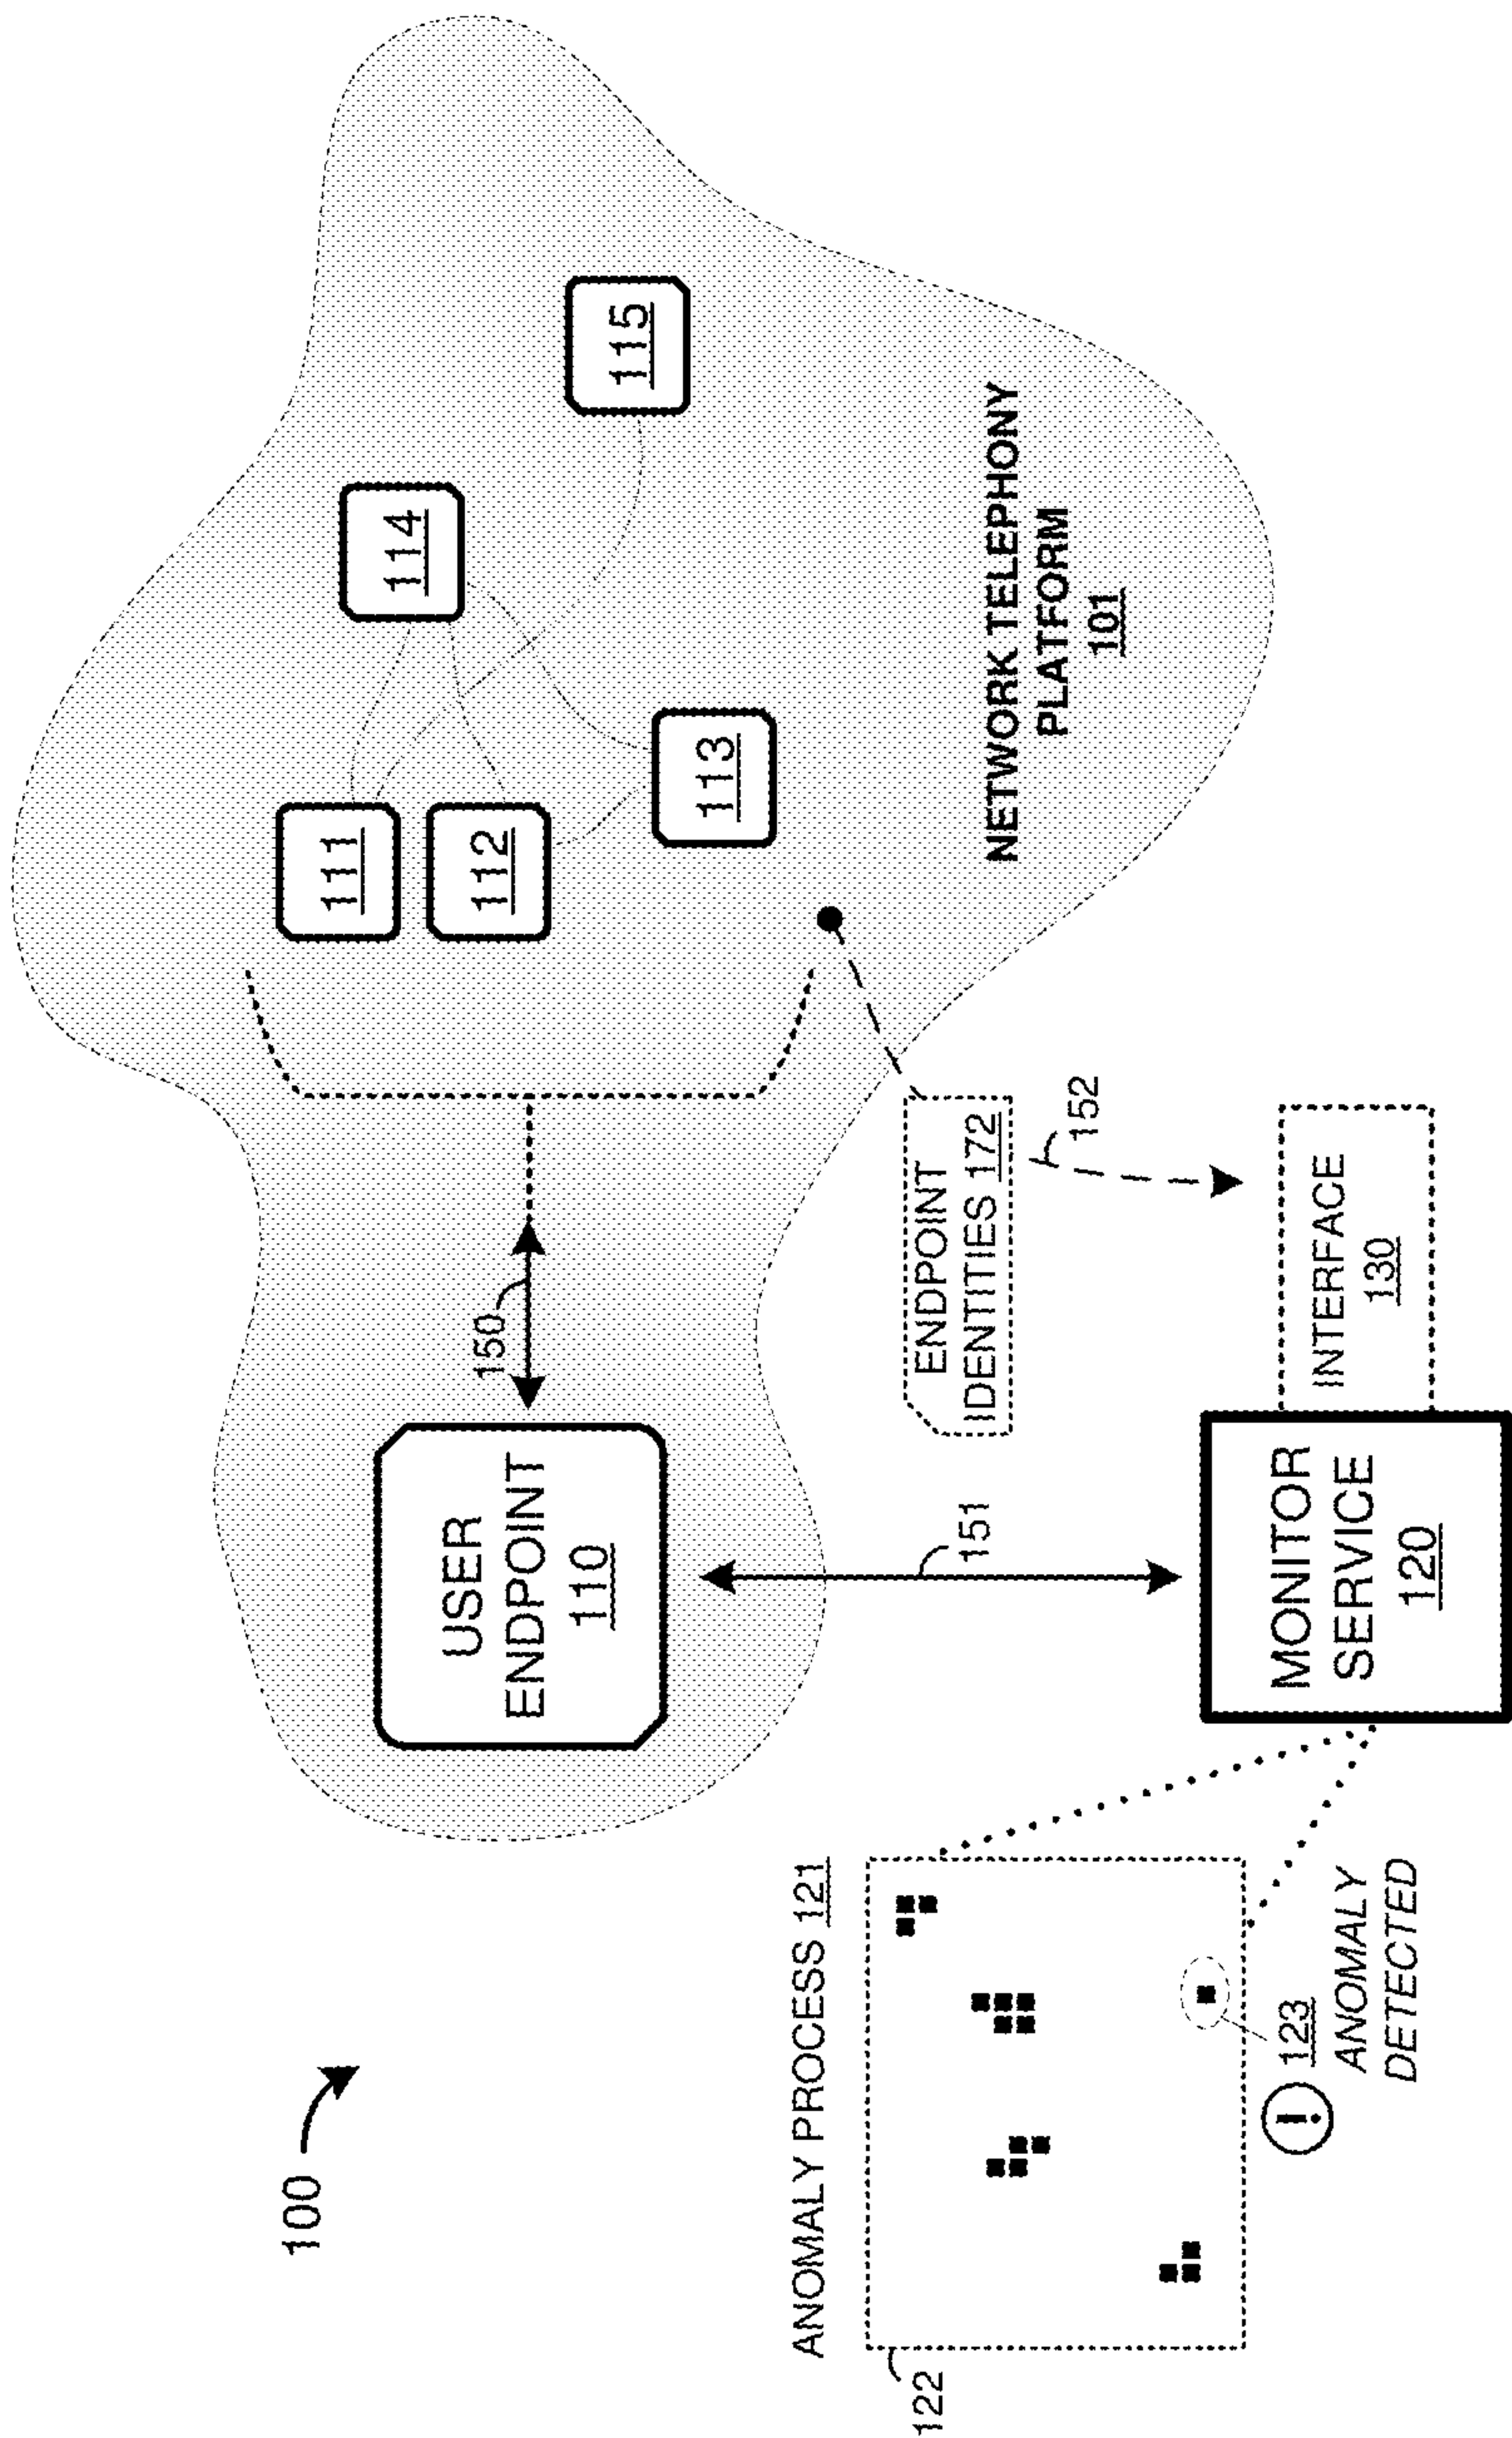 100
USER
ENDPOINT
110
150
111
112
113
114
115
NETWORK TELEPHONY
PLATFORM
101
ENDPOINT
IDENTITIES 172
152
151
ANOMALY PROCESS 121
122
!
123
ANOMALY
DETECTED
MONITOR
SERVICE
120
INTERFACE
130